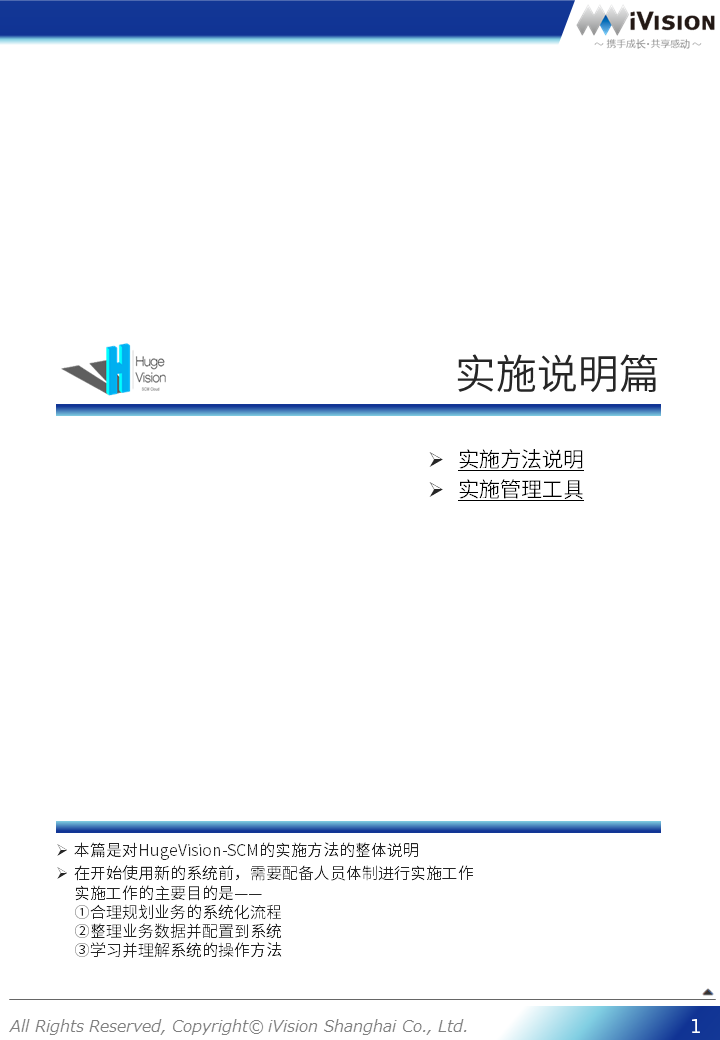 iVISION
～ 携手成长·共享感动 ～
Huge
Vision
SCM Cloud
实施说明篇
➢ 实施方法说明
➢ 实施管理工具
➢ 本篇是对HugeVision-SCM的实施方法的整体说明
➢ 在开始使用新的系统前，需要配备人员体制进行实施工作
实施工作的主要目的是——
①合理规划业务的系统化流程
②整理业务数据并配置到系统
③学习并理解系统的操作方法
All Rights Reserved, Copyright© iVision Shanghai Co., Ltd.
1